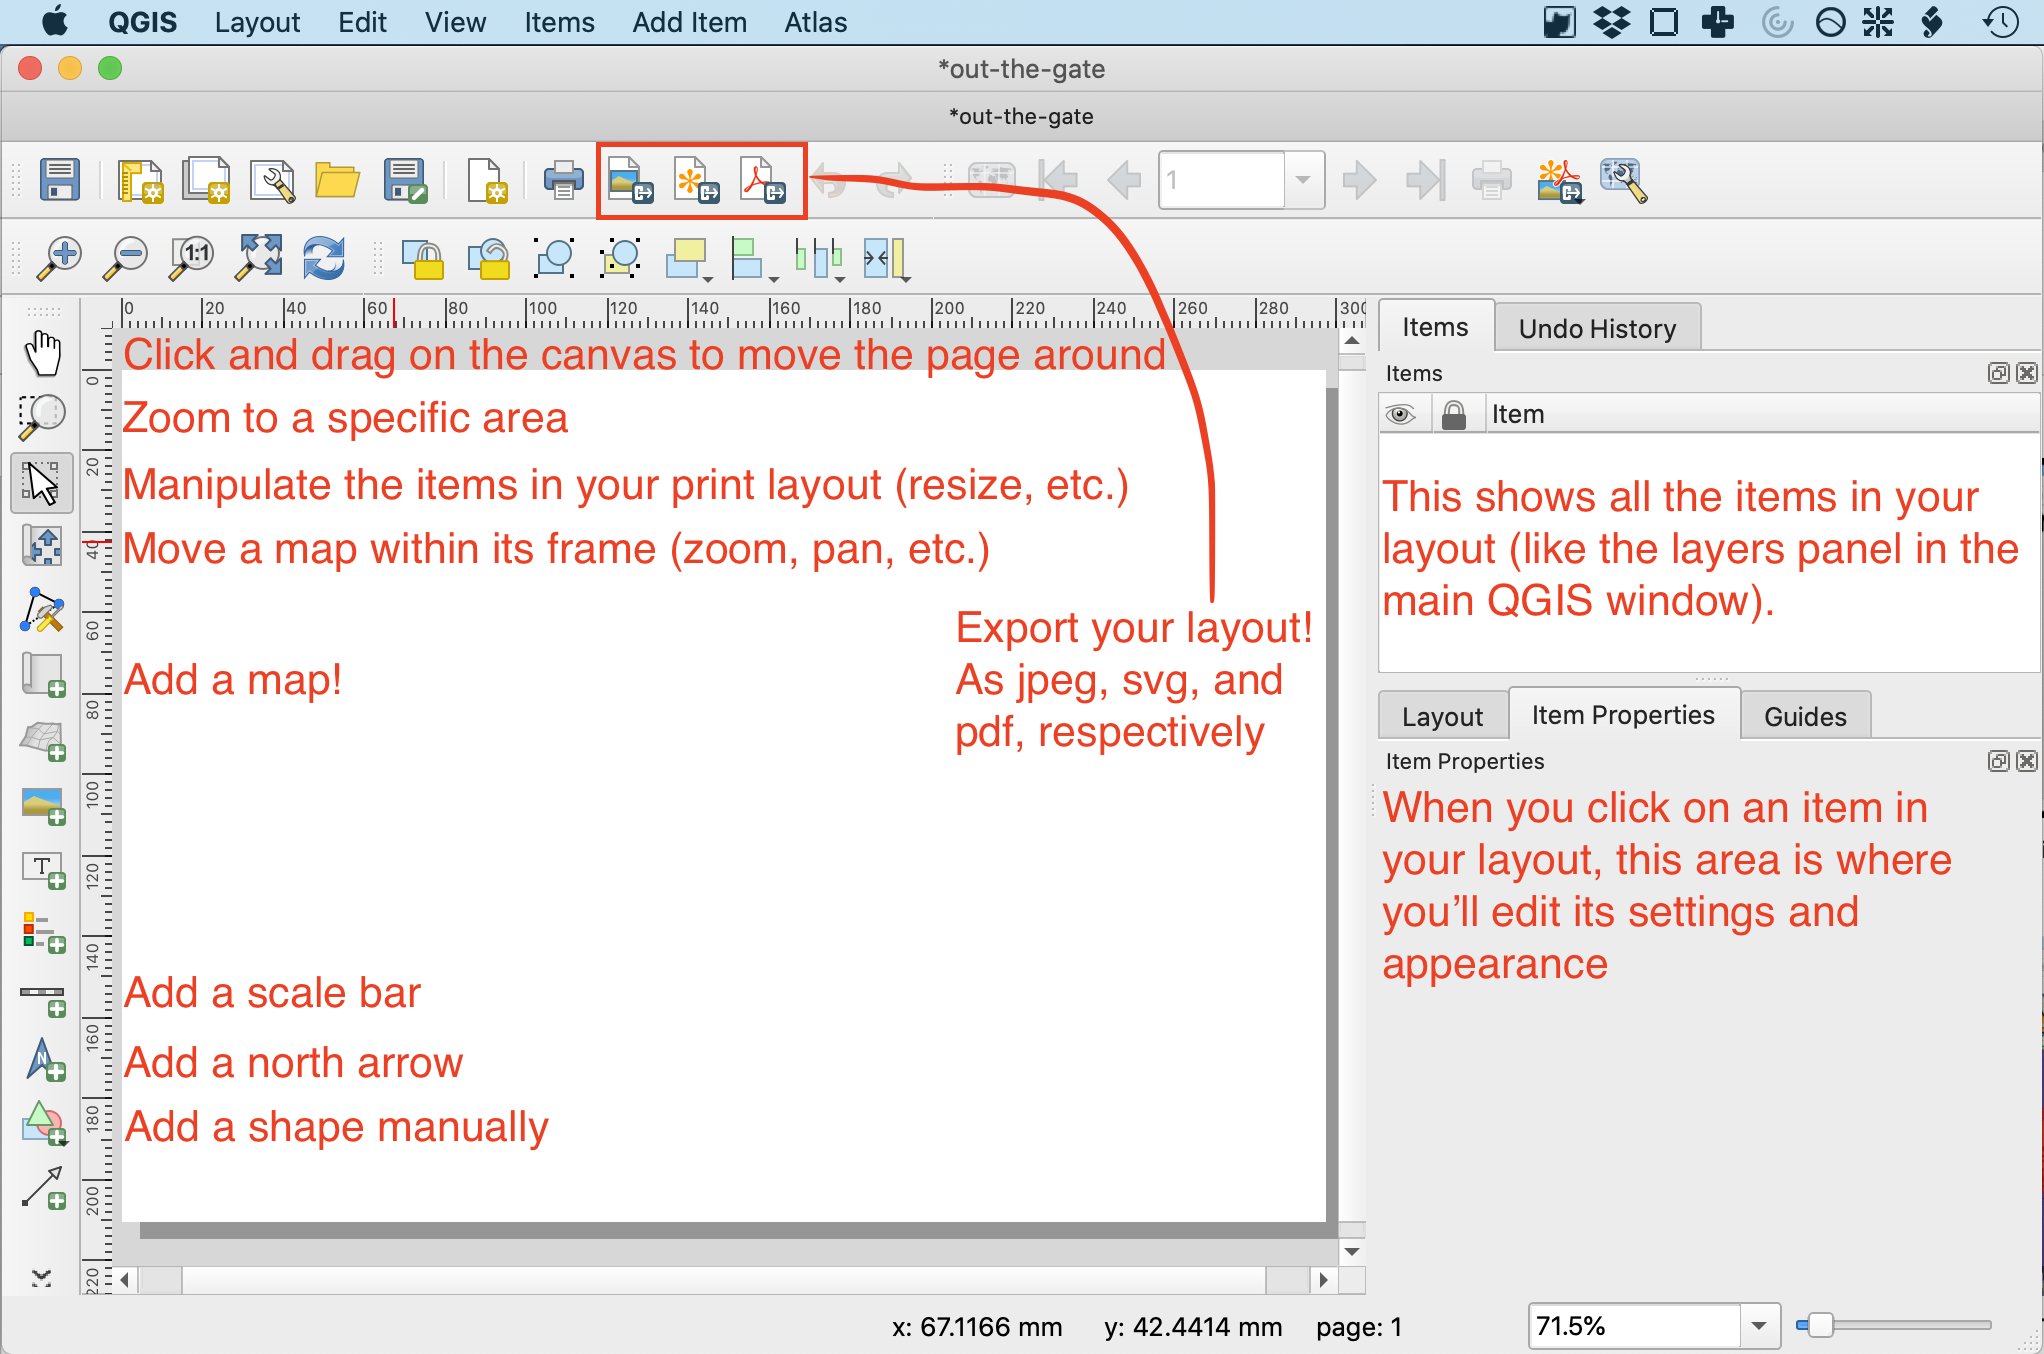 QGIS Layout Edit View Items Add Item Atlas
*out-the-gate
*out-the-gate
1
1:1
0 20 40 60 80 100 120 140 160 180 200 220 240 260 280 300
Items Undo History
Items
Item
Click and drag on the canvas to move the page around
Zoom to a specific area
Manipulate the items in your print layout (resize, etc.)
Move a map within its frame (zoom, pan, etc.)
Add a map!
Export your layout!
As jpeg, svg, and
pdf, respectively
This shows all the items in your
layout (like the layers panel in the
main QGIS window).
Layout Item Properties Guides
Item Properties
When you click on an item in
your layout, this area is where
you’ll edit its settings and
appearance
T
Add a scale bar
N
Add a north arrow
Add a shape manually
0 20 40 60 80 100 120 140 160 180 200 220
x: 67.1166 mm y: 42.4414 mm page: 1 71.5%